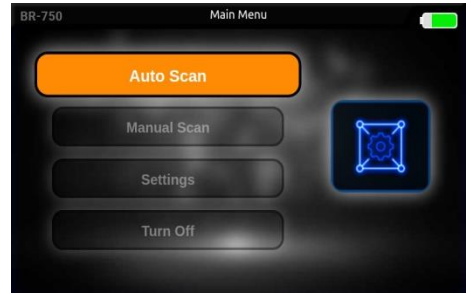 BR-750
Main Menu
Auto Scan
Manual Scan
Settings
Turn Off